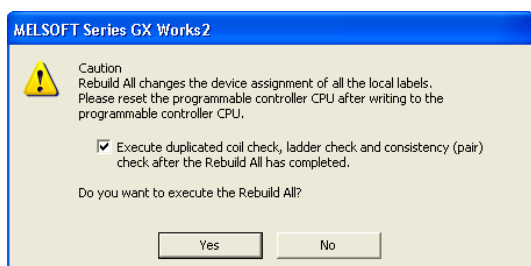 MELSOFT Series GX Works2
Caution
Rebuild All changes the device assignment of all the local labels.
Please reset the programmable controller CPU after writing to the
programmable controller CPU.
Execute duplicated coil check, ladder check and consistency (pair)
check after the Rebuild All has completed.
Do you want to execute the Rebuild All?
Yes
No